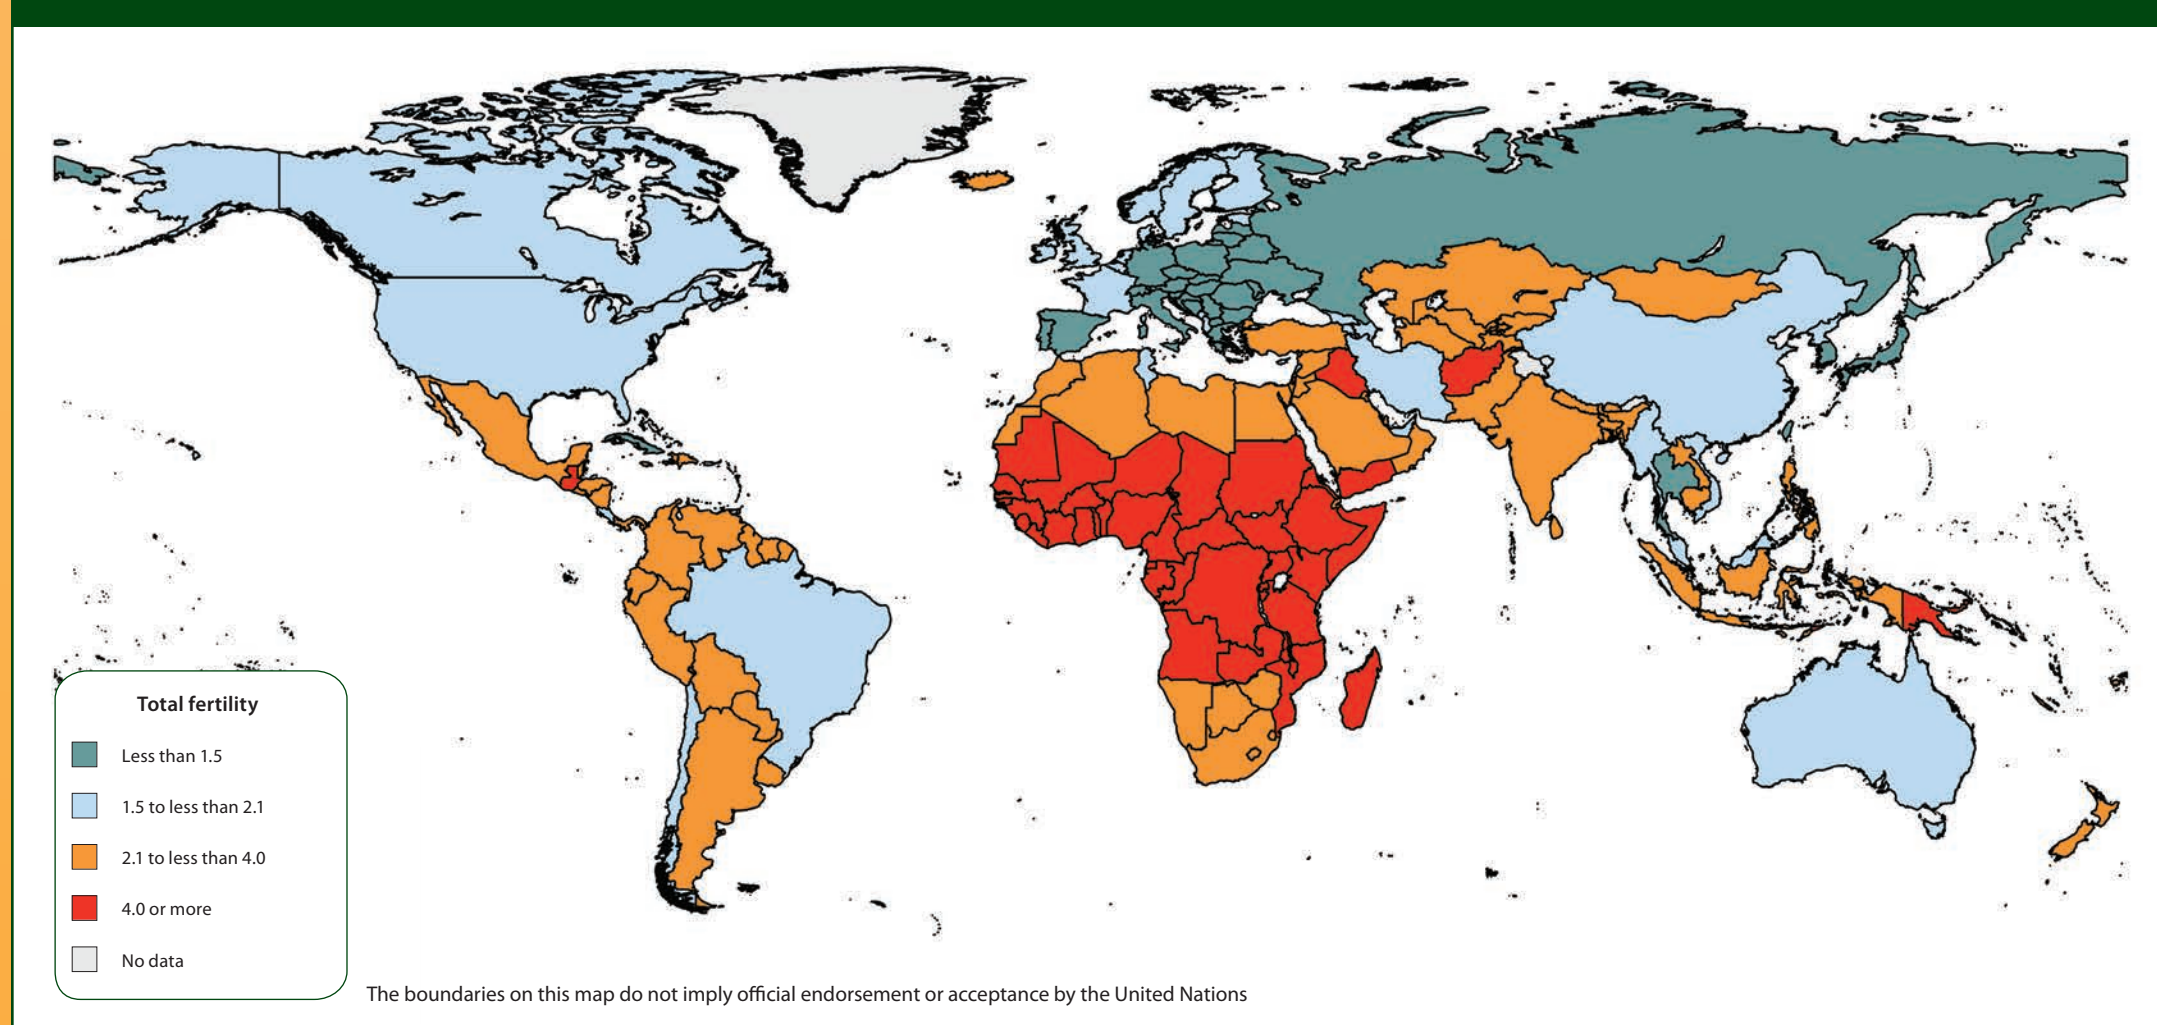 Total fertility
Less than 1.5
1.5 to less than 2.1
2.1 to less than 4.0
4.0 or more
No data
The boundaries on this map do not imply official endorsement or acceptance by the United Nations